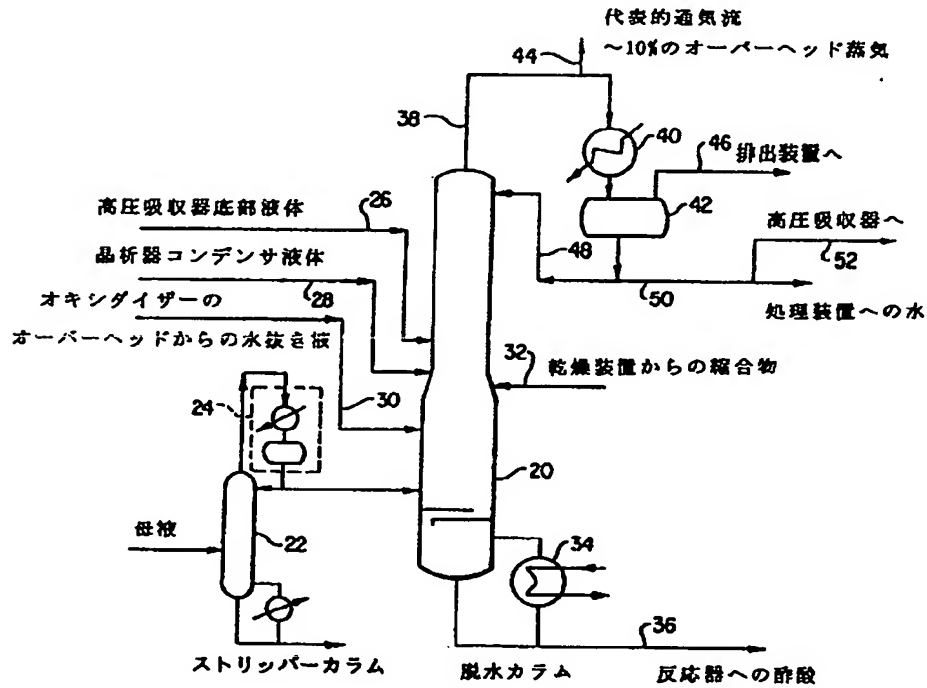 代表的通気流
～10%のオーバーヘッド蒸気
44
38
40
46
排出装置へ
42
高圧吸収器底部液体
26
高圧吸収器へ
52
48
晶析器コンデンサ液体
28
50
処理装置への水
オキシダイザーの
オーバーヘッドからの水抜き液
32
乾燥装置からの縮合物
30
24
20
母液
22
34
36
ストリッパーカラム
脱水カラム
反応器への酢酸